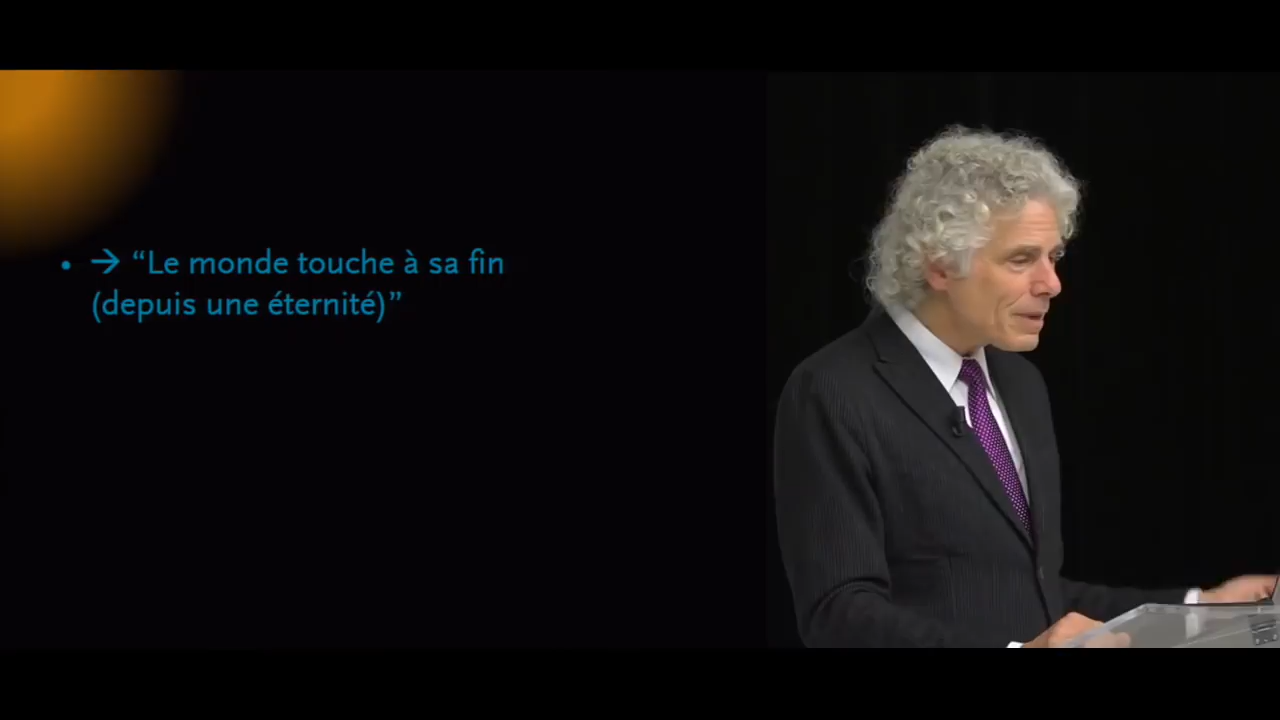 • → “Le monde touche à sa fin
(depuis une éternité)”